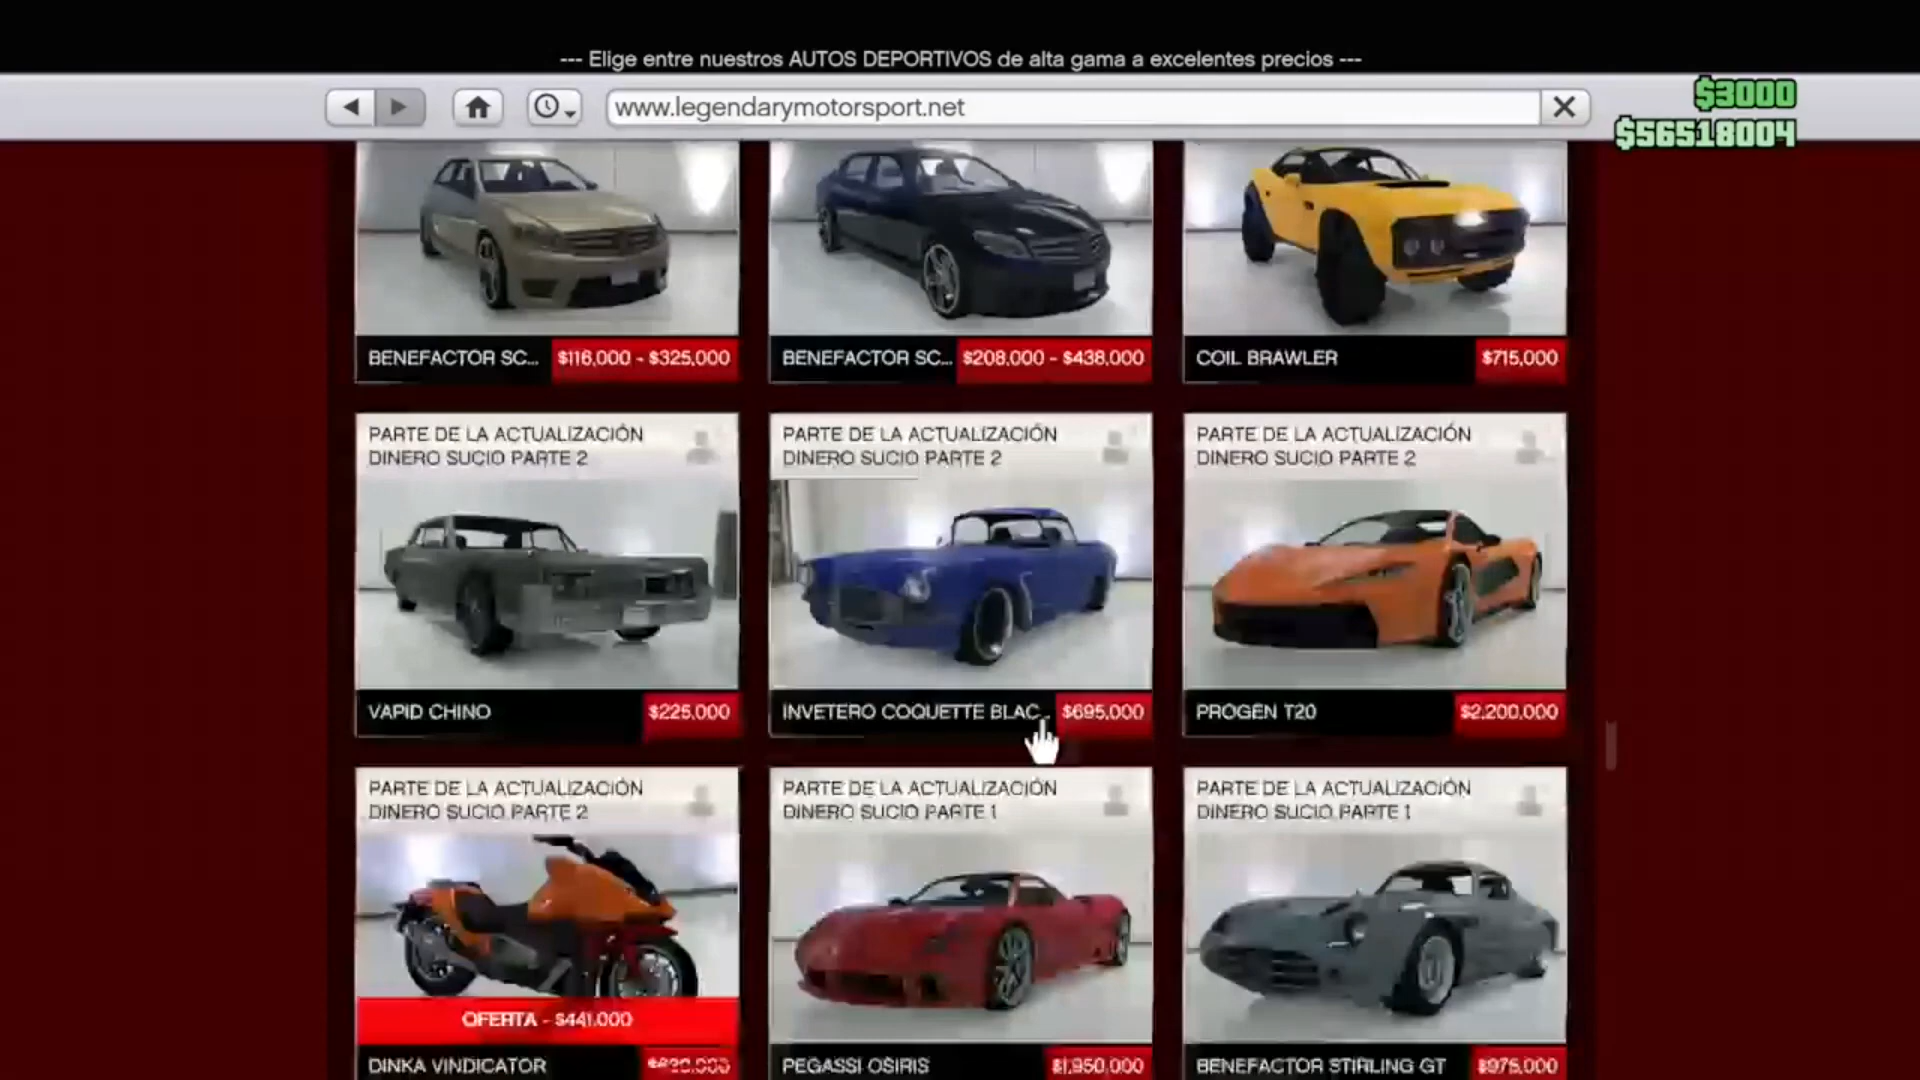 --- Elige entre nuestros AUTOS DEPORTIVOS de alta gama a excelentes precios ---
www.legendarymotorsport.net
$3000
$56518004
BENEFACTOR SC... $116,000 - $325,000
BENEFACTOR SC... $208,000 - $438,000
COIL BRAWLER $715,000
PARTE DE LA ACTUALIZACIÓN
DINERO SUCIO PARTE 2
VAPID CHINO $225,000
PARTE DE LA ACTUALIZACIÓN
DINERO SUCIO PARTE 2
INVETERO COQUETTE BLAC... $695,000
PARTE DE LA ACTUALIZACIÓN
DINERO SUCIO PARTE 2
PROGEN T20 $2,200,000
PARTE DE LA ACTUALIZACIÓN
DINERO SUCIO PARTE 2
OFERTA - $441,000
DINKA VINDICATOR
PARTE DE LA ACTUALIZACIÓN
DINERO SUCIO PARTE 1
PEGASSI OSIRIS $1,950,000
PARTE DE LA ACTUALIZACIÓN
DINERO SUCIO PARTE 1
BENEFACTOR STIRLING GT $975,000